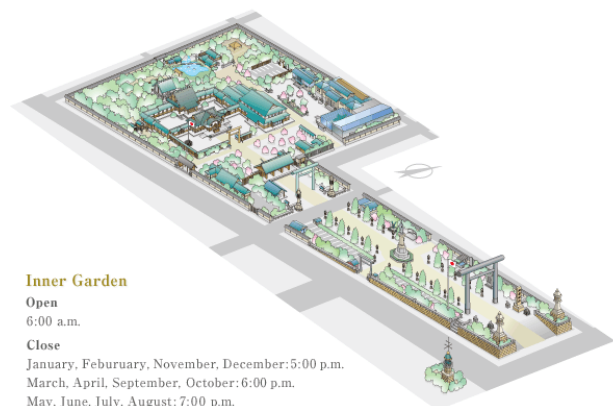 Inner Garden
Open
6:00 a.m.
Close
January, Feburuary, November, December: 5:00 p.m.
March, April, September, October: 6:00 p.m.
May, June, July, August: 7:00 p.m.